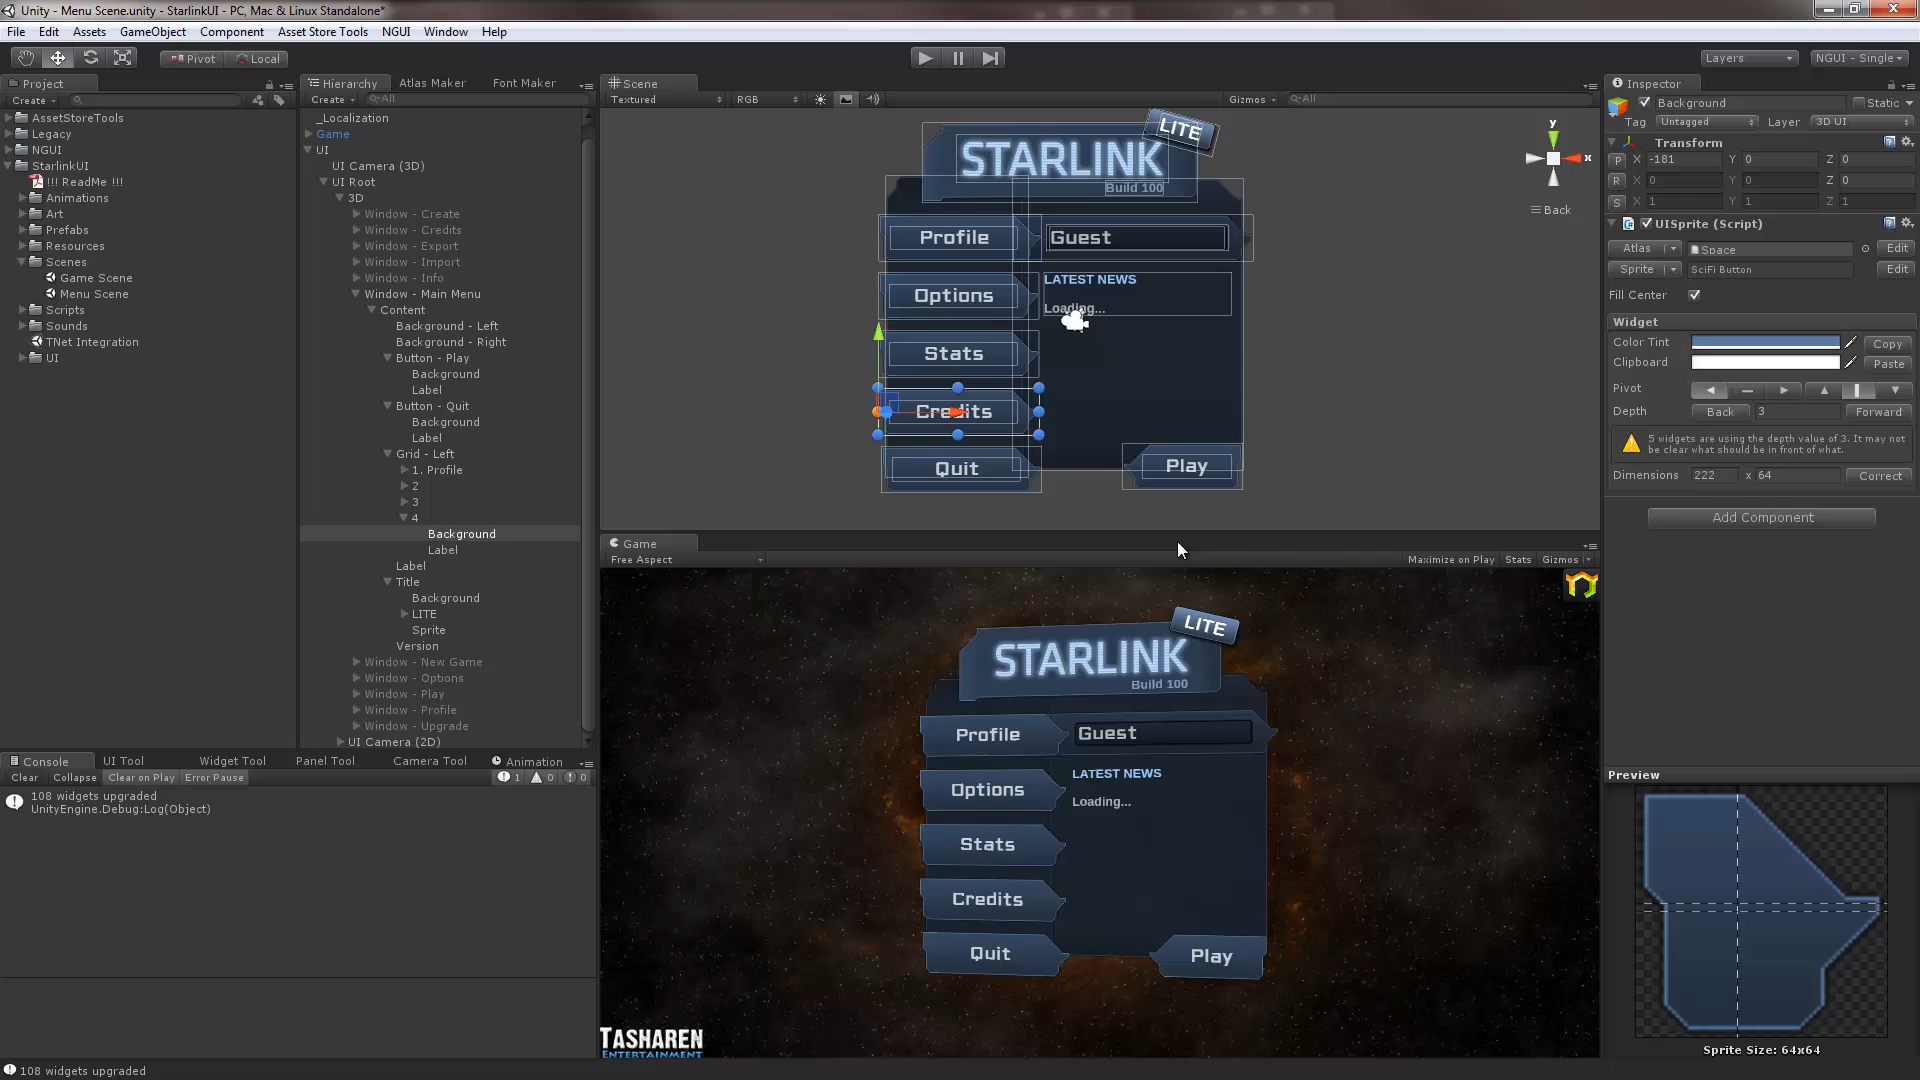 Unity - Menu Scene.unity - StarlinkUI - PC, Mac & Linux Standalone*
File Edit Assets GameObject Component Asset Store Tools NGUI Window Help
Pivot Local Layers NGUI - Single
Project
Create
AssetStoreTools
Legacy
NGUI
StarlinkUI
!!! ReadMe !!!
Animations
Art
Prefabs
Resources
Scenes
Game Scene
Menu Scene
Scripts
Sounds
TNet Integration
UI
Hierarchy Atlas Maker Font Maker
Create All
_Localization
Game
UI
UI Camera (3D)
UI Root
3D
Window - Create
Window - Credits
Window - Export
Window - Import
Window - Info
Window - Main Menu
Content
Background - Left
Background - Right
Button - Play
Background
Label
Button - Quit
Background
Label
Grid - Left
1. Profile
2
3
4
Background
Label
Label
Title
Background
LITE
Sprite
Version
Window - New Game
Window - Options
Window - Play
Window - Profile
Window - Upgrade
UI Camera (2D)
Scene
Textured RGB Gizmos All
LITE
STARLINK
Build 100
Profile Guest
Options
LATEST NEWS
Loading...
Stats
Credits
Quit Play
y
x
Back
Game
Free Aspect Maximize on Play Stats Gizmos
LITE
STARLINK
Build 100
Profile Guest
LATEST NEWS
Options Loading...
Stats
Credits
Quit Play
TASHAREN
ENTERTAINMENT
Inspector
Background Static
Tag Untagged Layer 3D UI
Transform
P X -181 Y 0 Z 0
R X 0 Y 0 Z 0
S X 1 Y 1 Z 1
UISprite (Script)
Atlas Space Edit
Sprite SciFi Button Edit
Fill Center
Widget
Color Tint Copy
Clipboard Paste
Pivot
Depth Back 3 Forward
5 widgets are using the depth value of 3. It may not
be clear what should be in front of what.
Dimensions 222 x 64 Correct
Add Component
Preview
Sprite Size: 64x64
Console UI Tool Widget Tool Panel Tool Camera Tool Animation
Clear Collapse Clear on Play Error Pause 1 0 0
108 widgets upgraded
UnityEngine.Debug:Log(Object)
108 widgets upgraded